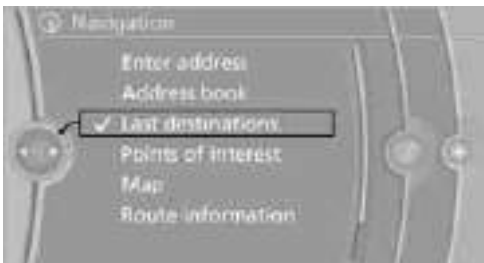 Navigation
Enter address
Address book
Last destinations
Points of Interest
Map
Route information